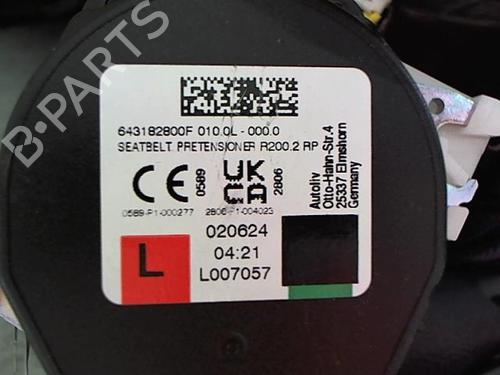 643182800F 010.0L - 000.0
SEATBELT PRETENSIONER R200.2 RP
CE 0589
UK
CA 2806
0589-P1-000277
2806-P1-004023
Autoliv
Otto-Hahn-Str.4
25337 Elmshorn
Germany
L
020624
04:21
L007057